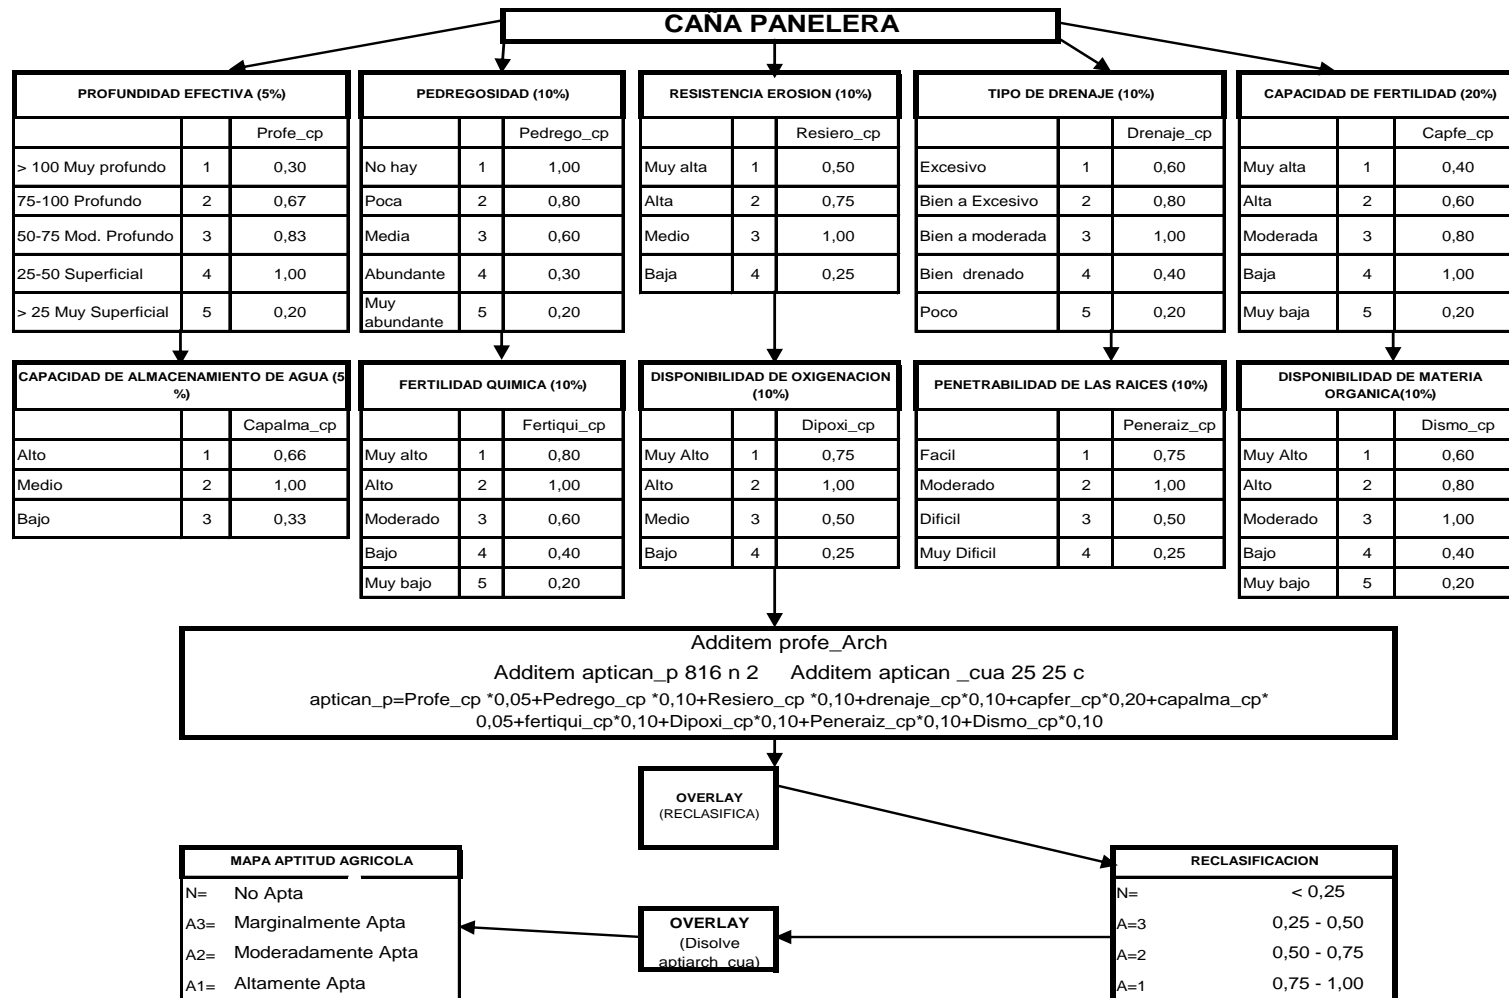 CAÑA PANELERA
PROFUNDIDAD EFECTIVA (5%)
Profe_cp
> 100 Muy profundo 1 0,30
75-100 Profundo 2 0,67
50-75 Mod. Profundo 3 0,83
25-50 Superficial 4 1,00
> 25 Muy Superficial 5 0,20
PEDREGOSIDAD (10%)
Pedrego_cp
No hay 1 1,00
Poca 2 0,80
Media 3 0,60
Abundante 4 0,30
Muy
abundante 5 0,20
RESISTENCIA EROSION (10%)
Resiero_cp
Muy alta 1 0,50
Alta 2 0,75
Medio 3 1,00
Baja 4 0,25
TIPO DE DRENAJE (10%)
Drenaje_cp
Excesivo 1 0,60
Bien a Excesivo 2 0,80
Bien a moderada 3 1,00
Bien drenado 4 0,40
Poco 5 0,20
CAPACIDAD DE FERTILIDAD (20%)
Capfe_cp
Muy alta 1 0,40
Alta 2 0,60
Moderada 3 0,80
Baja 4 1,00
Muy baja 5 0,20
CAPACIDAD DE ALMACENAMIENTO DE AGUA (5
%)
Capalma_cp
Alto 1 0,66
Medio 2 1,00
Bajo 3 0,33
FERTILIDAD QUIMICA (10%)
Fertiqui_cp
Muy alto 1 0,80
Alto 2 1,00
Moderado 3 0,60
Bajo 4 0,40
Muy bajo 5 0,20
DISPONIBILIDAD DE OXIGENACION
(10%)
Dipoxi_cp
Muy Alto 1 0,75
Alto 2 1,00
Medio 3 0,50
Bajo 4 0,25
PENETRABILIDAD DE LAS RAICES (10%)
Peneraiz_cp
Facil 1 0,75
Moderado 2 1,00
Dificil 3 0,50
Muy Dificil 4 0,25
DISPONIBILIDAD DE MATERIA
ORGANICA(10%)
Dismo_cp
Muy Alto 1 0,60
Alto 2 0,80
Moderado 3 1,00
Bajo 4 0,40
Muy bajo 5 0,20
Additem profe_Arch
Additem aptican_p 816 n 2 Additem aptican _cua 25 25 c
aptican_p=Profe_cp *0,05+Pedrego_cp *0,10+Resiero_cp *0,10+drenaje_cp*0,10+capfer_cp*0,20+capalma_cp*
0,05+fertiqui_cp*0,10+Dipoxi_cp*0,10+Peneraiz_cp*0,10+Dismo_cp*0,10
OVERLAY
(RECLASIFICA)
MAPA APTITUD AGRICOLA
N= No Apta
A3= Marginalmente Apta
A2= Moderadamente Apta
A1= Altamente Apta
OVERLAY
(Disolve
aptiarch_cua)
RECLASIFICACION
N= < 0,25
A=3 0,25 - 0,50
A=2 0,50 - 0,75
A=1 0,75 - 1,00